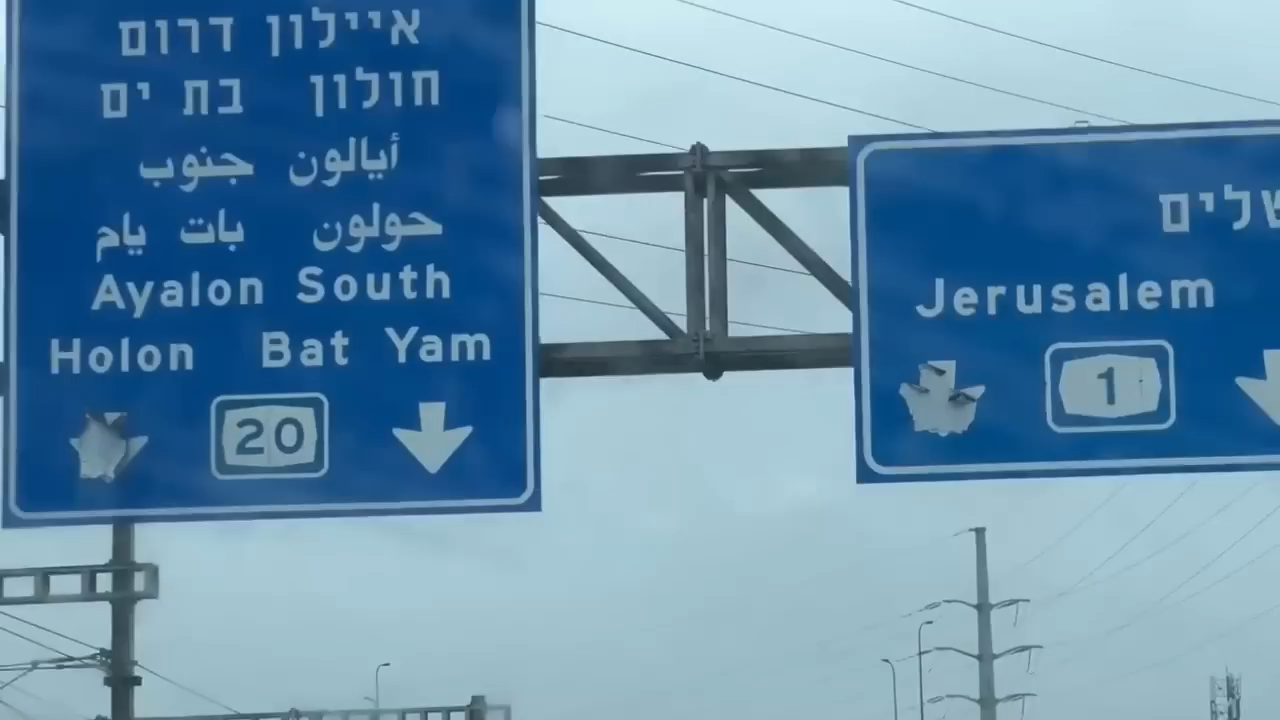 איילון דרום
חולון בת ים
أيالون جنوب
حولون بات يام
Ayalon South
Holon Bat Yam
20
Jerusalem
1